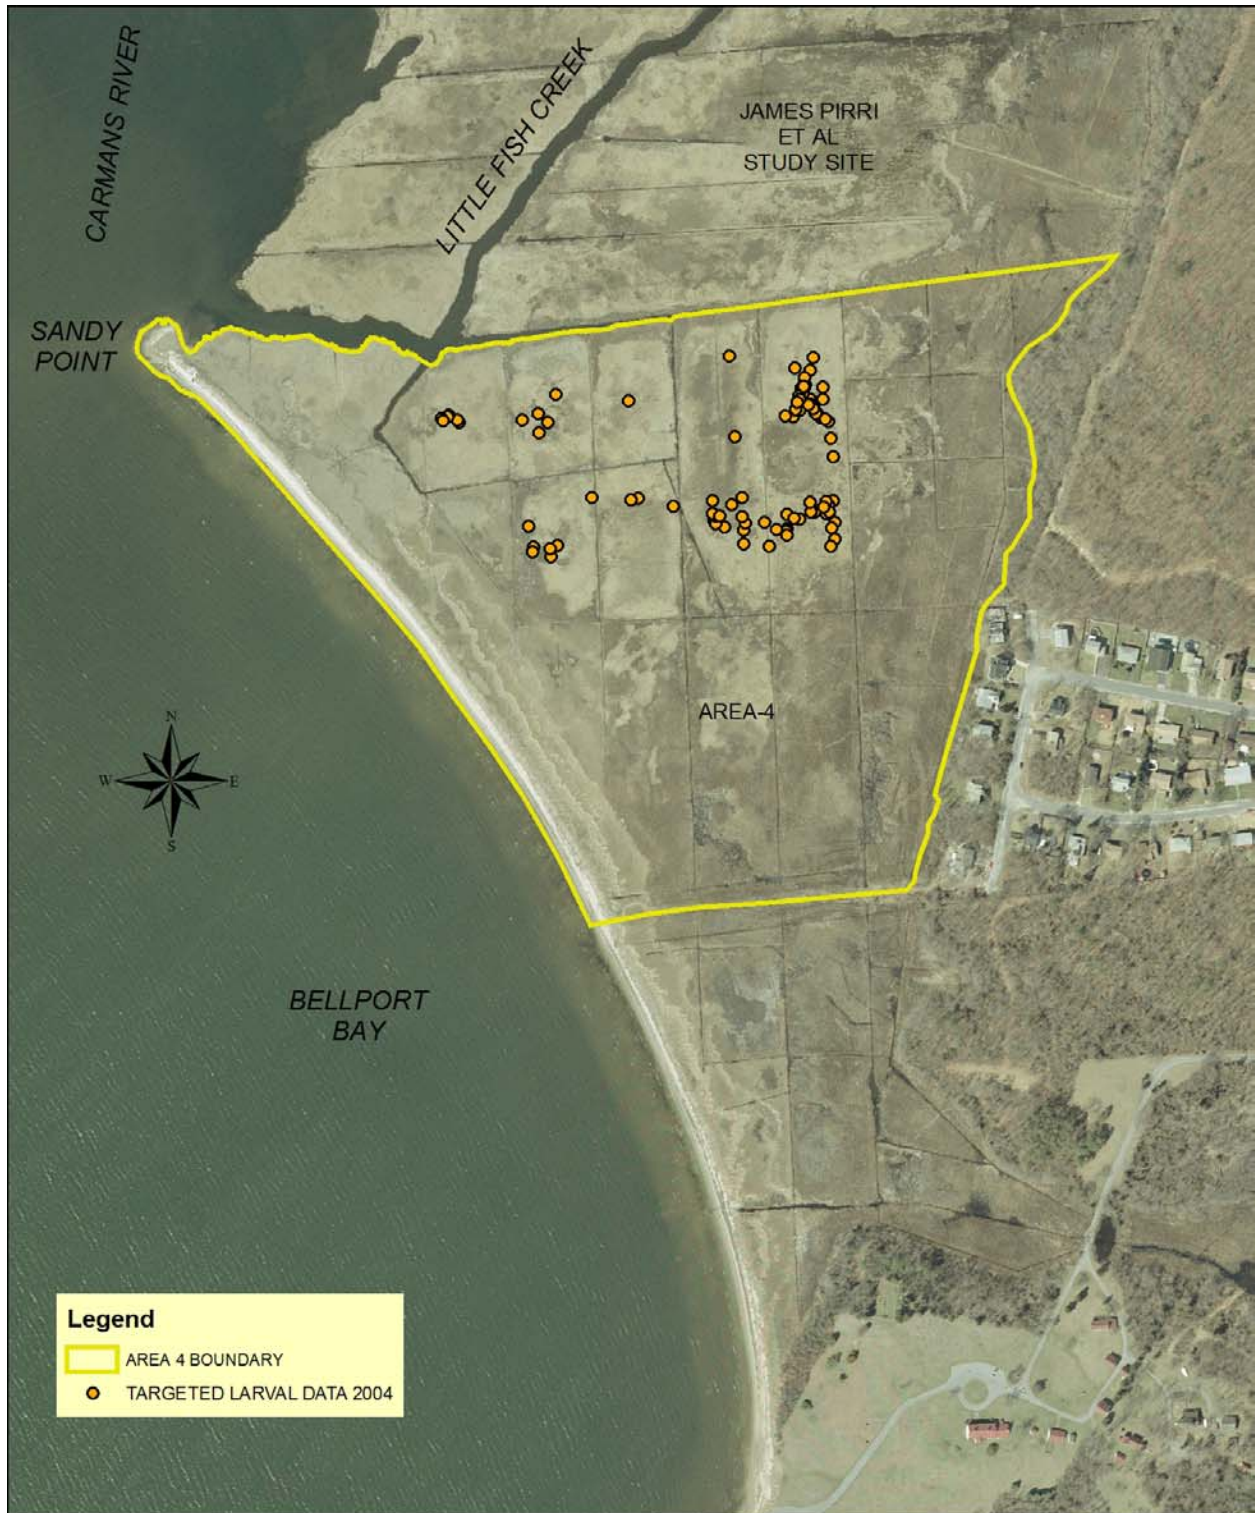 CARMANS RIVER
LITTLE FISH CREEK
JAMES PIRRI
ET AL
STUDY SITE
SANDY
POINT
AREA-4
N
W
E
S
BELLPORT
BAY
Legend
AREA 4 BOUNDARY
TARGETED LARVAL DATA 2004